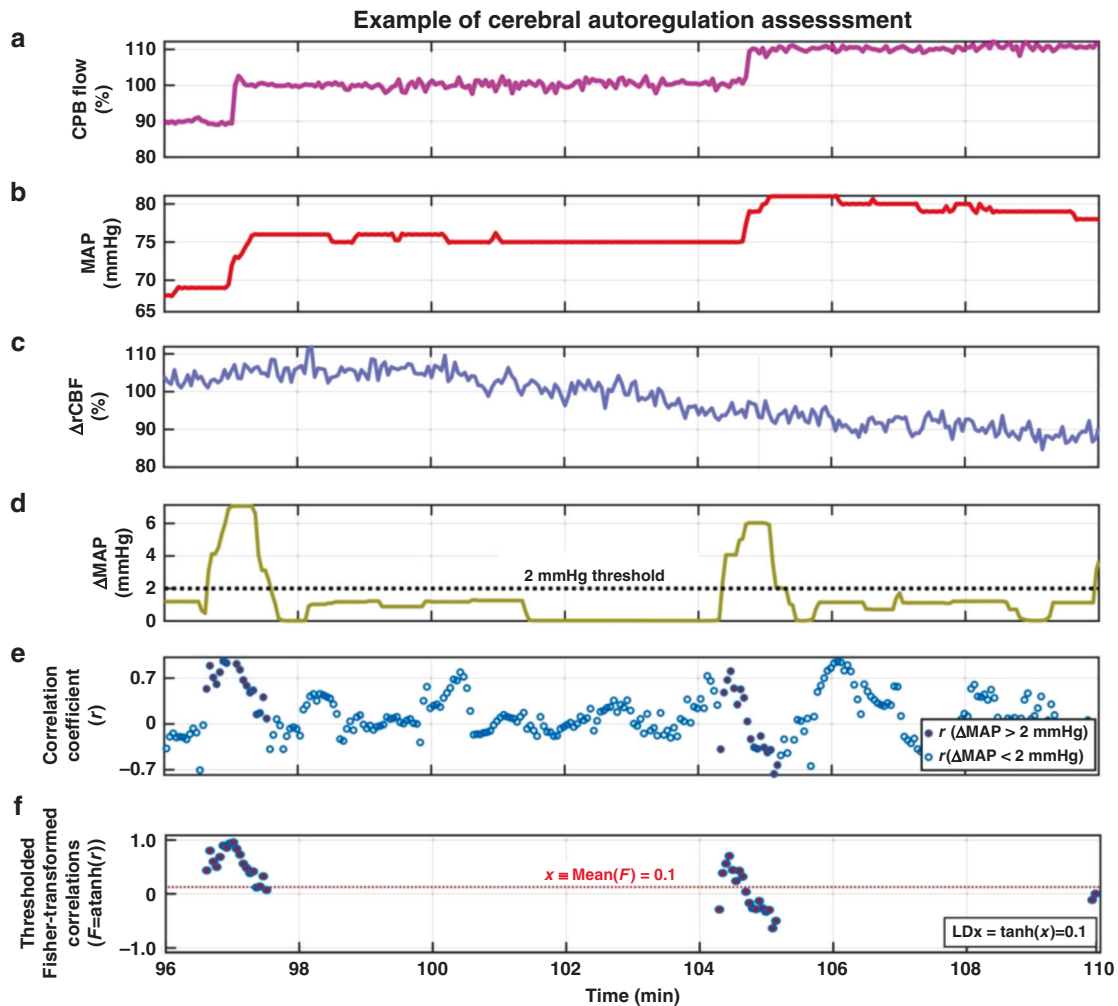 Example of cerebral autoregulation assesssment
a
CPB flow
(%)
110
100
90
80
b
MAP
(mmHg)
80
75
70
65
c
ΔrCBF
(%)
110
100
90
80
d
ΔMAP
(mmHg)
6
4
2
0
2 mmHg threshold
e
Correlation
coefficient
(r)
0.7
0
−0.7
r (ΔMAP > 2 mmHg)
r(ΔMAP < 2 mmHg)
f
Thresholded
Fisher-transformed
correlations
(F=atanh(r))
1.0
0
−1.0
x ≡ Mean(F) = 0.1
LDx = tanh(x)=0.1
96 98 100 102 104 106 108 110
Time (min)